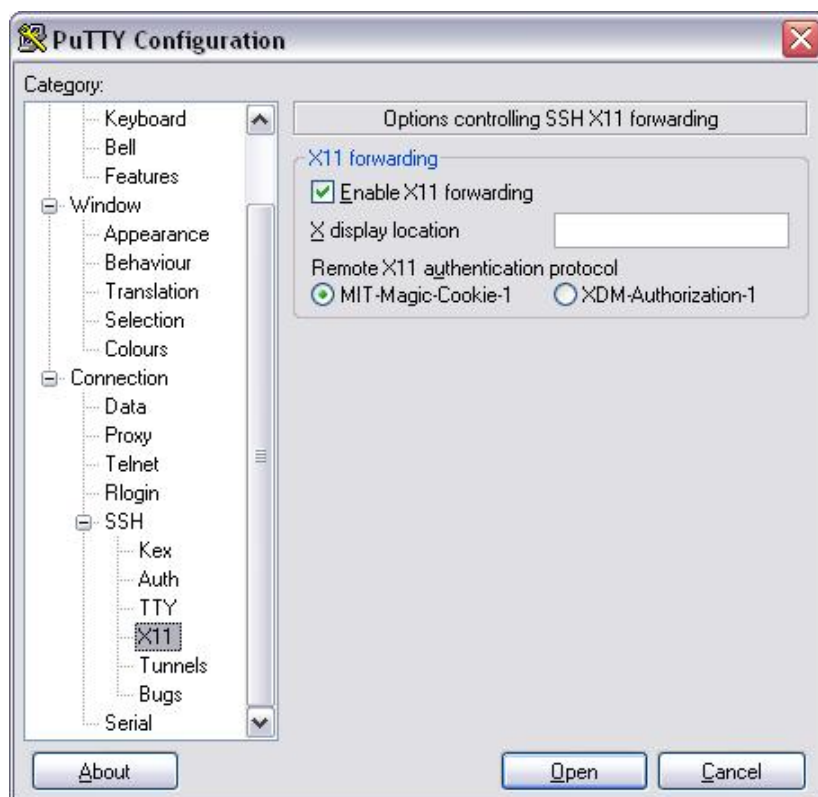 PuTTY Configuration
Category:
Keyboard
Bell
Features
Window
Appearance
Behaviour
Translation
Selection
Colours
Connection
Data
Proxy
Telnet
Rlogin
SSH
Kex
Auth
TTY
X11
Tunnels
Bugs
Serial
Options controlling SSH X11 forwarding
X11 forwarding
Enable X11 forwarding
X display location
Remote X11 authentication protocol
MIT-Magic-Cookie-1 XDM-Authorization-1
About Open Cancel